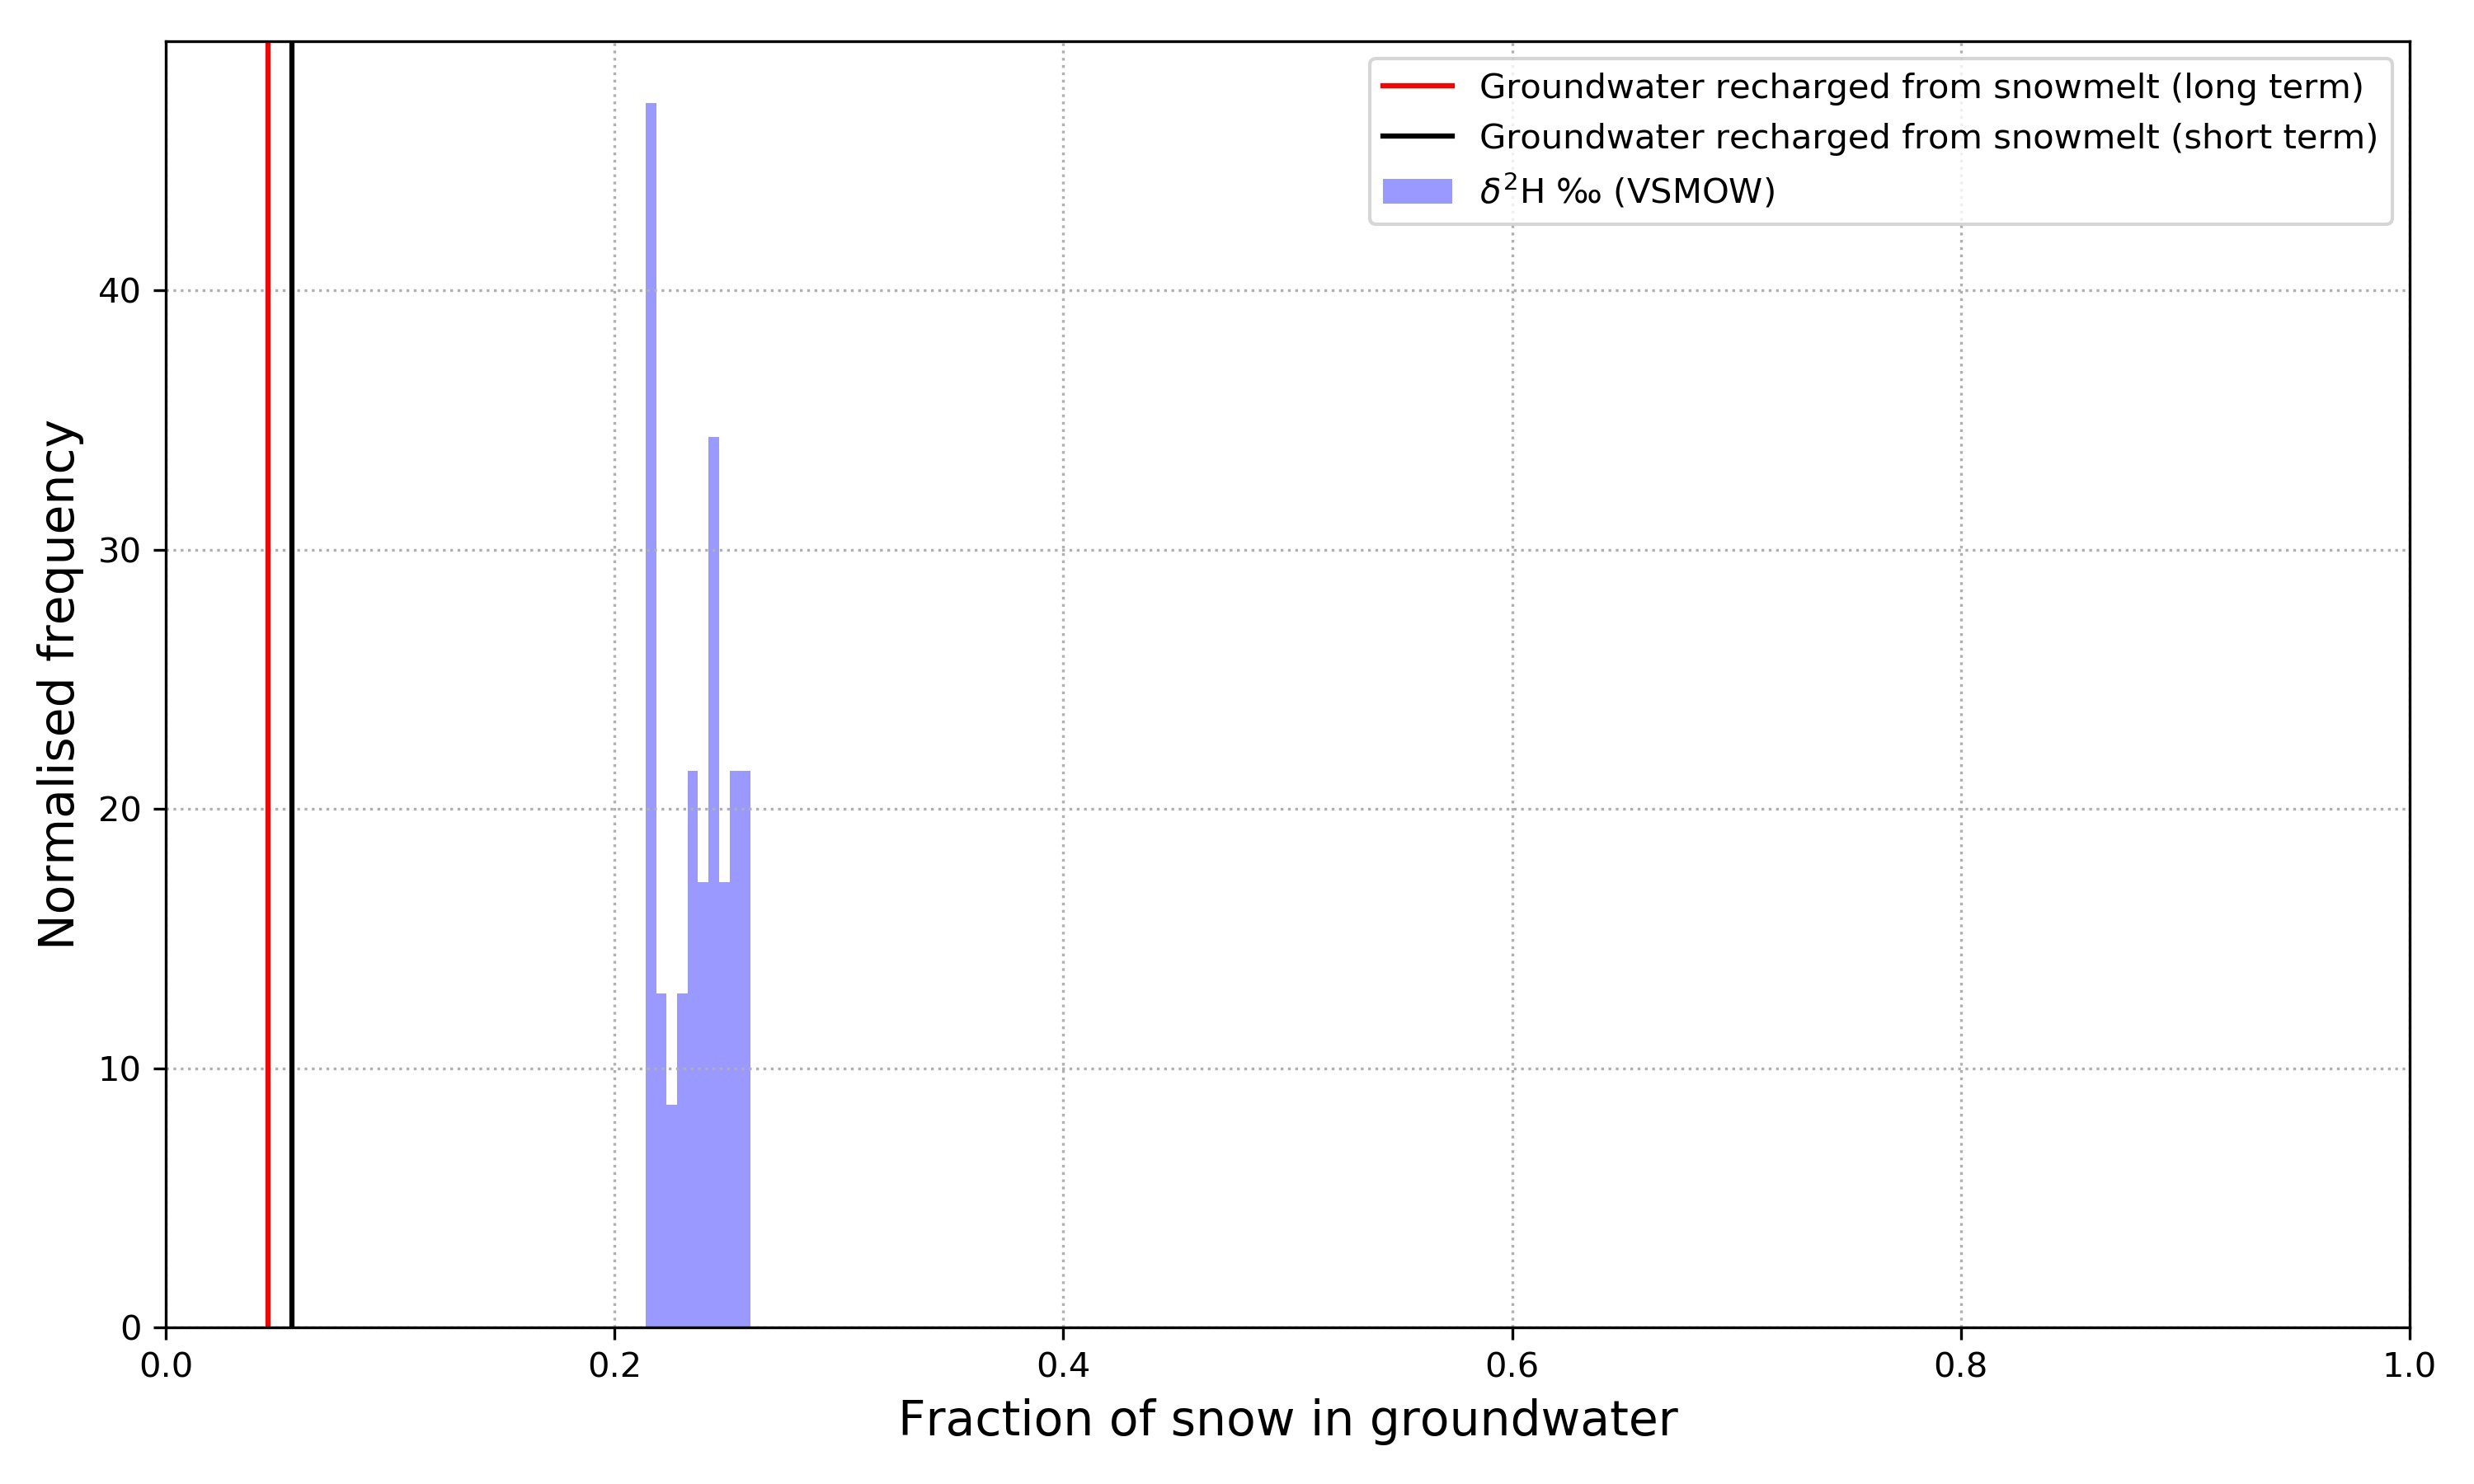 Groundwater recharged from snowmelt (long term)
Groundwater recharged from snowmelt (short term)
δ²H ‰ (VSMOW)
Normalised frequency
40
30
20
10
0
0.0 0.2 0.4 0.6 0.8 1.0
Fraction of snow in groundwater